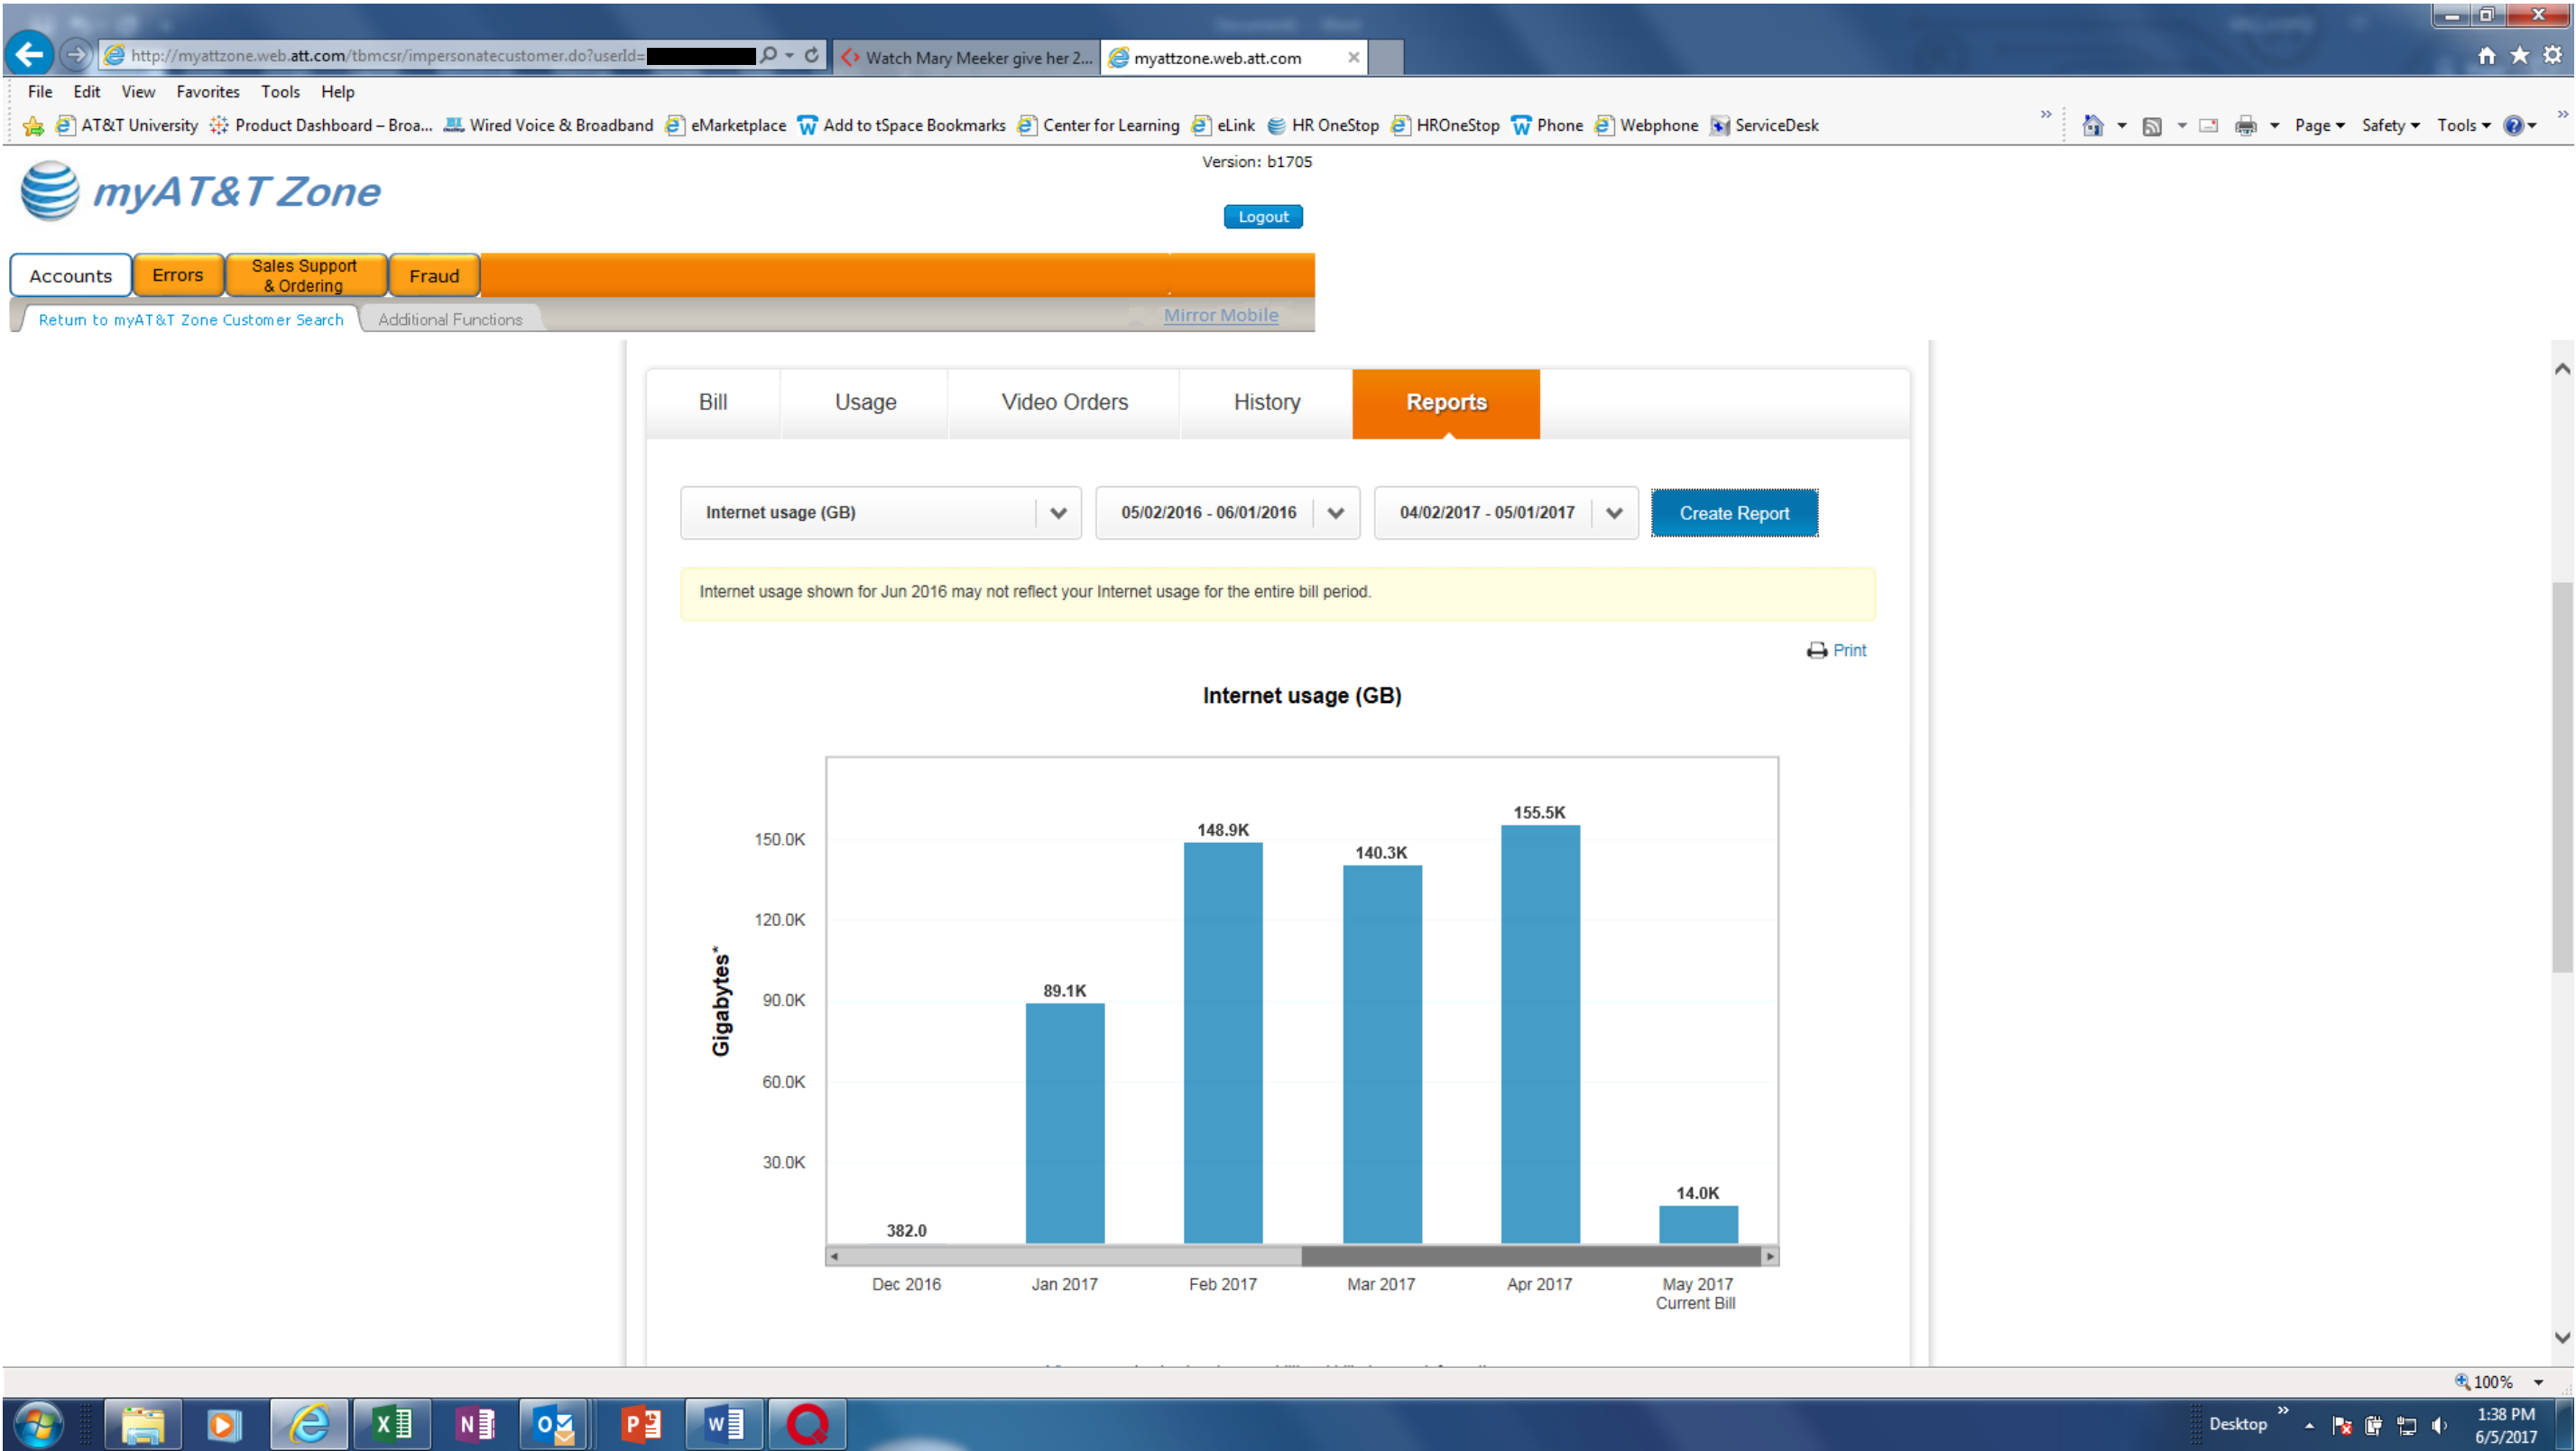 http://myattzone.web.att.com/tbmcsr/impersonatecustomer.do?userId=
Watch Mary Meeker give her 2...
myattzone.web.att.com
File Edit View Favorites Tools Help
AT&T University Product Dashboard – Broa... Wired Voice & Broadband eMarketplace Add to tSpace Bookmarks Center for Learning eLink HR OneStop HROneStop Phone Webphone ServiceDesk
Page Safety Tools
Version: b1705
myAT&T Zone
Logout
Accounts Errors Sales Support & Ordering Fraud
Return to myAT&T Zone Customer Search Additional Functions Mirror Mobile
Bill Usage Video Orders History Reports
Internet usage (GB) 05/02/2016 - 06/01/2016 04/02/2017 - 05/01/2017 Create Report
Internet usage shown for Jun 2016 may not reflect your Internet usage for the entire bill period.
Print
Internet usage (GB)
Gigabytes*
150.0K
120.0K
90.0K
60.0K
30.0K
382.0
89.1K
148.9K
140.3K
155.5K
14.0K
Dec 2016 Jan 2017 Feb 2017 Mar 2017 Apr 2017 May 2017
Current Bill
100%
Desktop
1:38 PM
6/5/2017